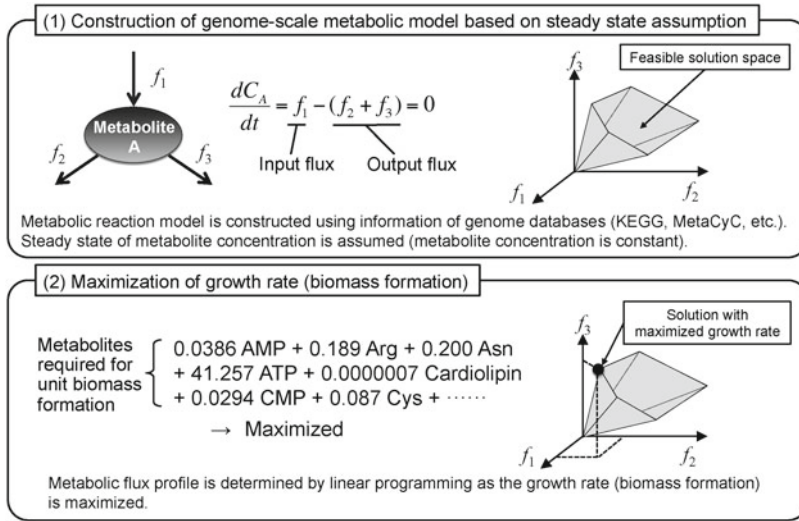 (1) Construction of genome-scale metabolic model based on steady state assumption
f1
Metabolite
A
f2
f3
dC_A/dt = f1 − (f2 + f3) = 0
Input flux
Output flux
f3
Feasible solution
space
f1
f2
Metabolic reaction model is constructed using information of genome databases (KEGG, MetaCyC, etc.).
Steady state of metabolite concentration is assumed (metabolite concentration is constant).
(2) Maximization of growth rate (biomass formation)
Metabolites
required for
unit biomass
formation
0.0386 AMP + 0.189 Arg + 0.200 Asn
+ 41.257 ATP + 0.0000007 Cardiolipin
+ 0.0294 CMP + 0.087 Cys + ······
→ Maximized
f3
Solution with
maximized growth rate
f1
f2
Metabolic flux profile is determined by linear programming as the growth rate (biomass formation)
is maximized.